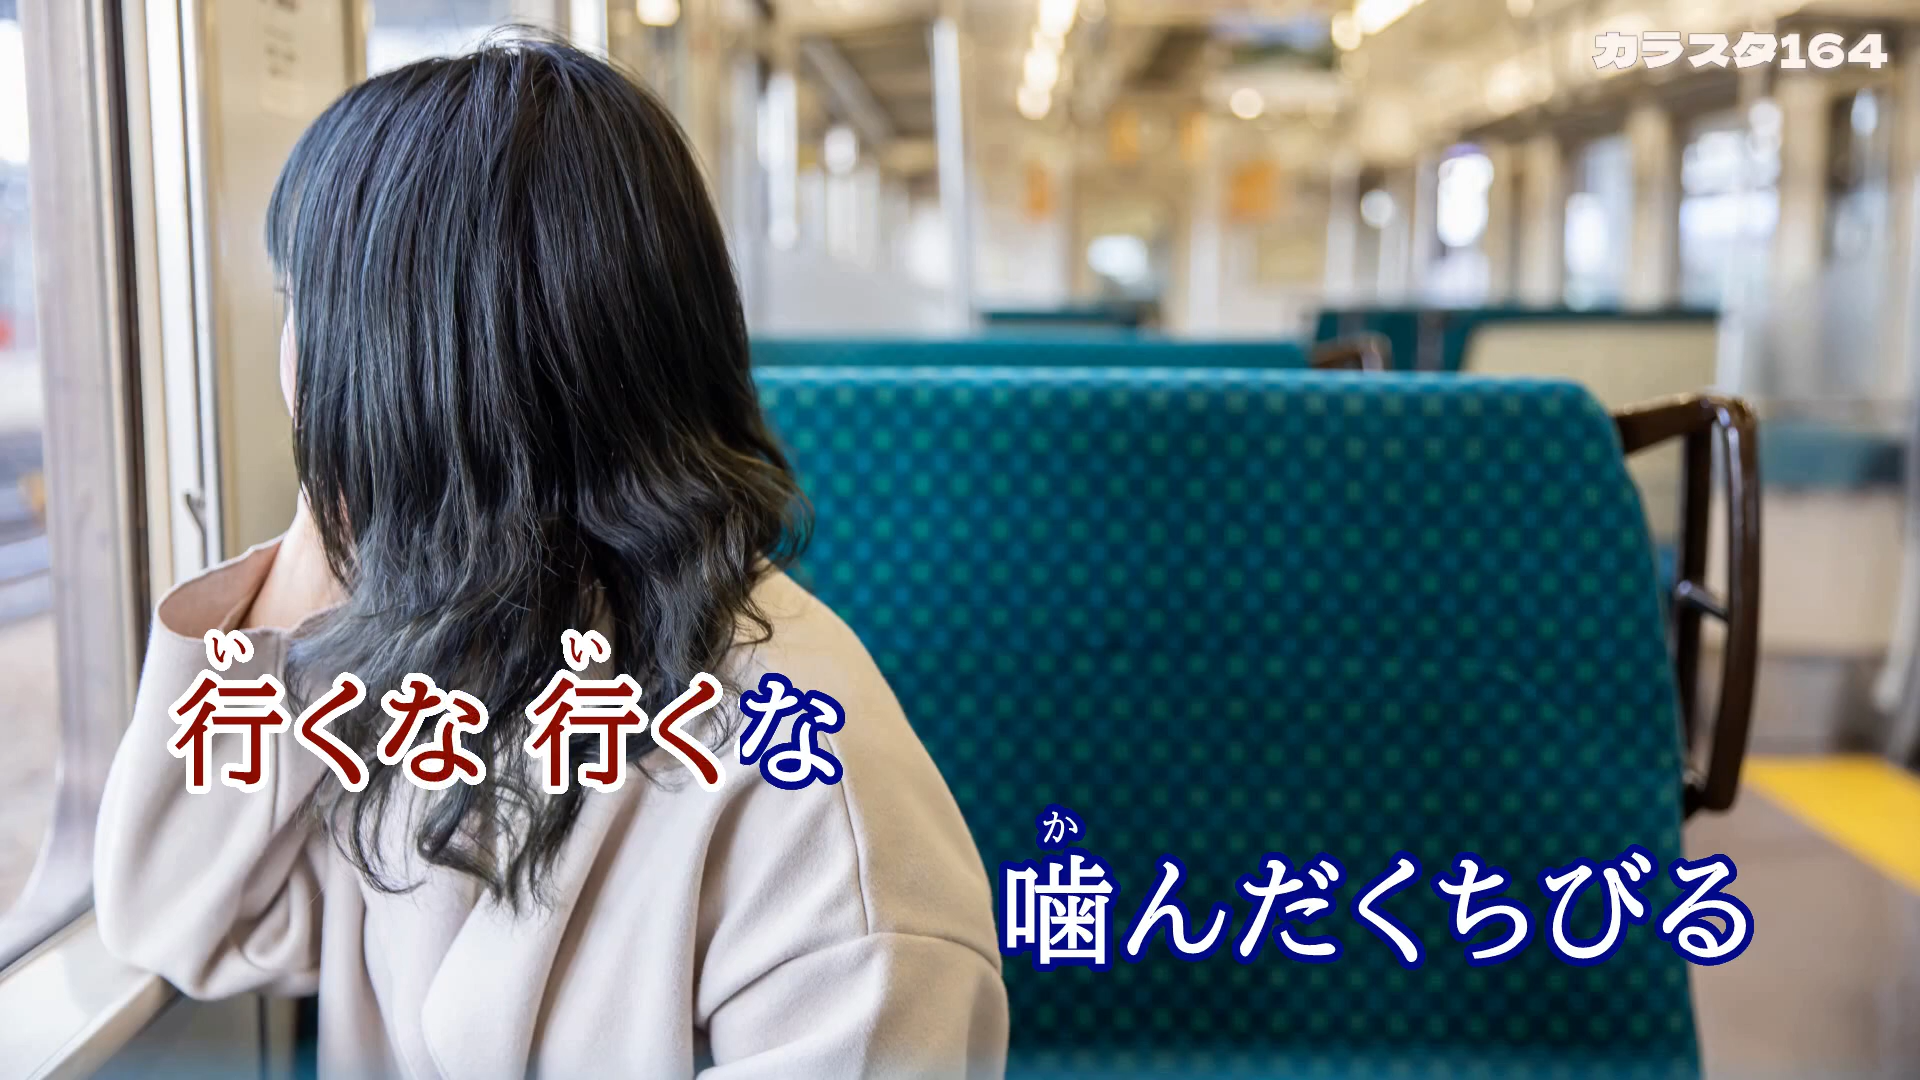 カラスタ164
い い
行くな 行くな
か
噛んだくちびる